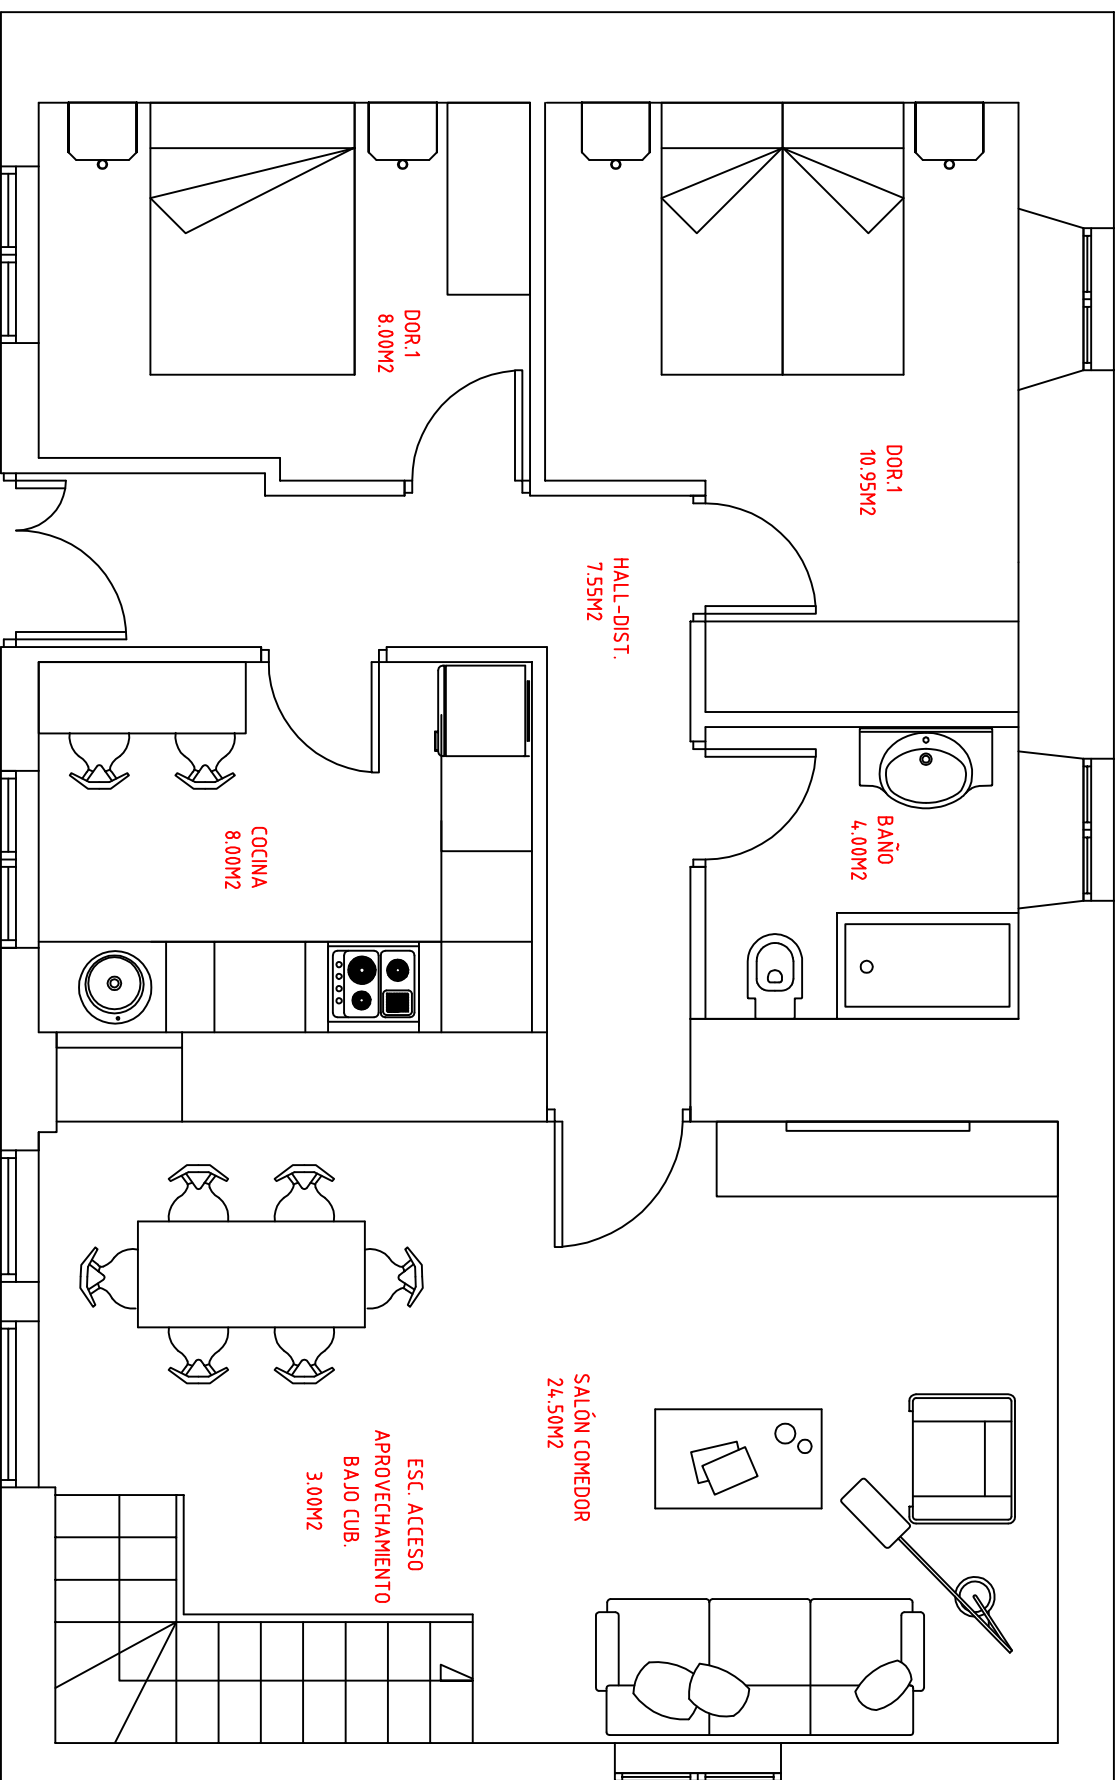 DOR.1
8.00M2
DOR.1
10.95M2
HALL-DIST.
7.55M2
BAÑO
4.00M2
COCINA
8.00M2
SALÓN COMEDOR
24.50M2
ESC. ACCESO
APROVECHAMIENTO
BAJO CUB.
3.00M2